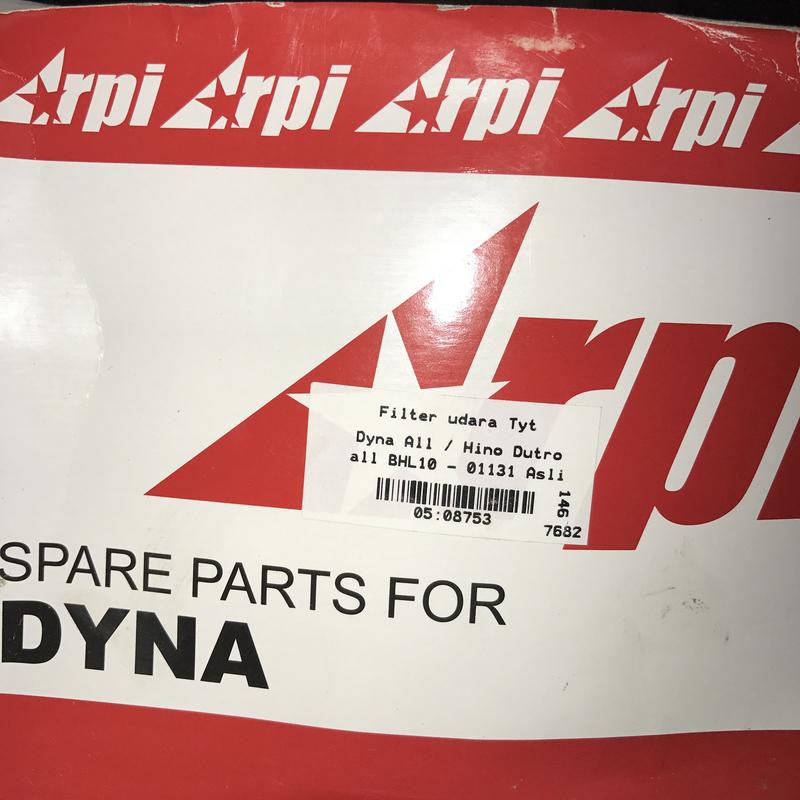 Arpi Arpi Arpi Arpi
Arpi
Filter udara Tyt
Dyna All / Hino Dutro
all BHL10 - 01131 Asli
05:08753
146
7682
SPARE PARTS FOR
DYNA